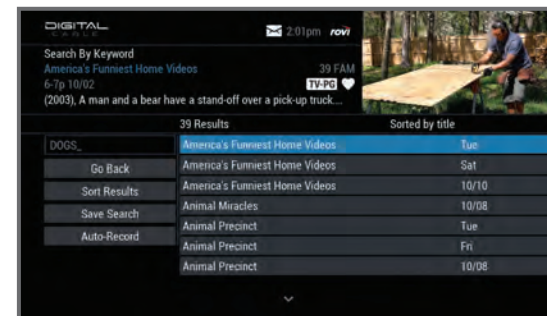 DIGITAL
CABLE
2:01pm rovi
Search By Keyword
America's Funniest Home Videos 39 FAM
6-7p 10/02 TV-PG
(2003), A man and a bear have a stand-off over a pick-up truck....
39 Results Sorted by title
DOGS_
America's Funniest Home Videos Tue
Go Back
America's Funniest Home Videos Sat
Sort Results
America's Funniest Home Videos 10/10
Save Search
Animal Miracles 10/08
Auto-Record
Animal Precinct Tue
Animal Precinct Fri
Animal Precinct 10/08